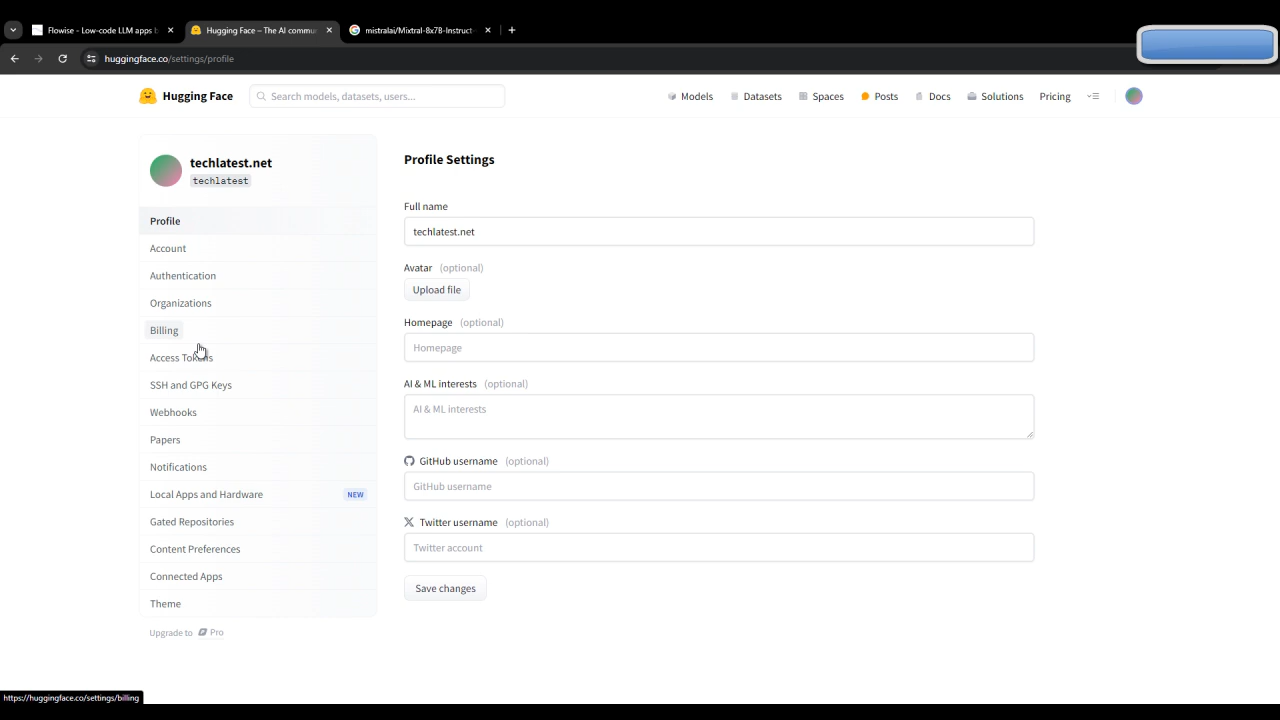 Flowise - Low-code LLM apps b
Hugging Face – The AI commu
mistralai/Mixtral-8x7B-Instruct
huggingface.co/settings/profile
Hugging Face
Search models, datasets, users...
Models
Datasets
Spaces
Posts
Docs
Solutions
Pricing
techlatest.net
techlatest
Profile
Account
Authentication
Organizations
Billing
Access Tokens
SSH and GPG Keys
Webhooks
Papers
Notifications
Local Apps and Hardware NEW
Gated Repositories
Content Preferences
Connected Apps
Theme
Upgrade to Pro
Profile Settings
Full name
techlatest.net
Avatar (optional)
Upload file
Homepage (optional)
Homepage
AI & ML interests (optional)
AI & ML interests
GitHub username (optional)
GitHub username
Twitter username (optional)
Twitter account
Save changes
https://huggingface.co/settings/billing